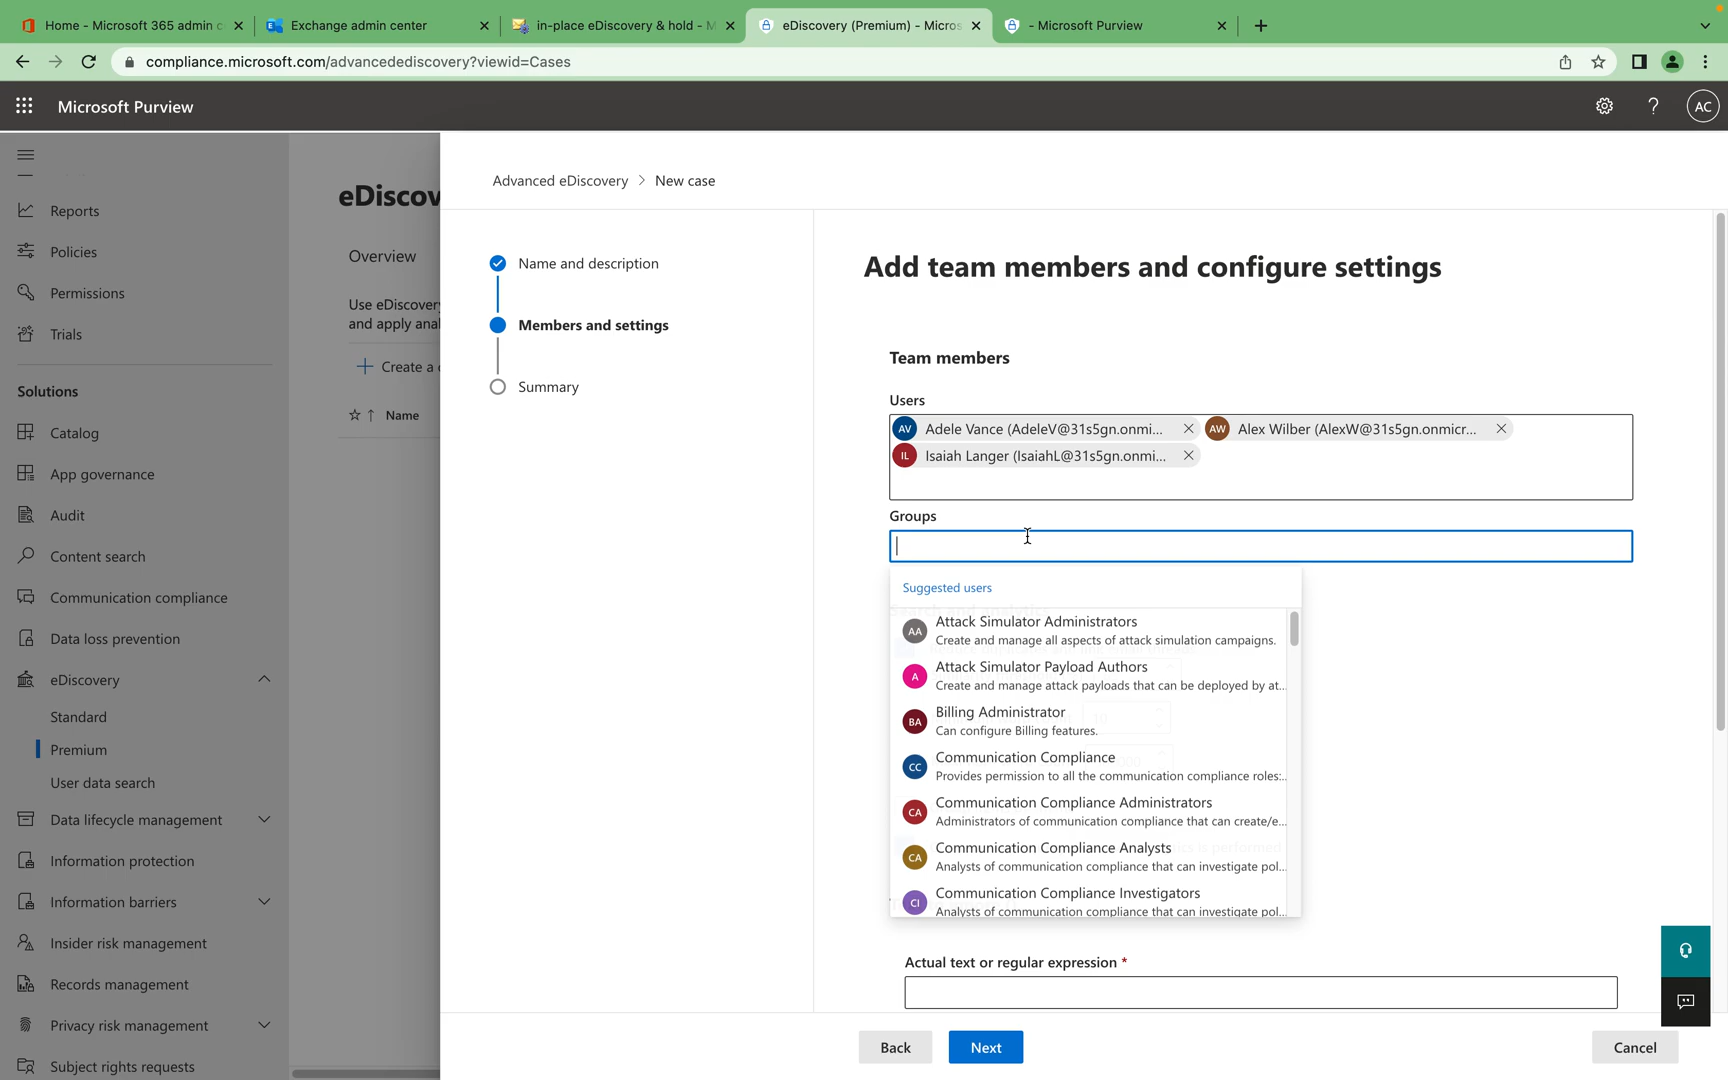 Home - Microsoft 365 admin c
Exchange admin center
in-place eDiscovery & hold - M
eDiscovery (Premium) - Micros
- Microsoft Purview
compliance.microsoft.com/advancedediscovery?viewid=Cases
Microsoft Purview
AC
Reports
Policies
Permissions
Trials
Solutions
Catalog
App governance
Audit
Content search
Communication compliance
Data loss prevention
eDiscovery
Standard
Premium
User data search
Data lifecycle management
Information protection
Information barriers
Insider risk management
Records management
Privacy risk management
Subject rights requests
eDiscov
Overview
Use eDiscovery
and apply anal
Create a c
Name
Advanced eDiscovery > New case
Name and description
Members and settings
Summary
Add team members and configure settings
Team members
Users
AV Adele Vance (AdeleV@31s5gn.onmi...
AW Alex Wilber (AlexW@31s5gn.onmicr...
IL Isaiah Langer (IsaiahL@31s5gn.onmi...
Groups
Suggested users
AA Attack Simulator Administrators
Create and manage all aspects of attack simulation campaigns.
A Attack Simulator Payload Authors
Create and manage attack payloads that can be deployed by at...
BA Billing Administrator
Can configure Billing features.
CC Communication Compliance
Provides permission to all the communication compliance roles:...
CA Communication Compliance Administrators
Administrators of communication compliance that can create/e...
CA Communication Compliance Analysts
Analysts of communication compliance that can investigate pol...
CI Communication Compliance Investigators
Analysts of communication compliance that can investigate pol...
Actual text or regular expression *
Back
Next
Cancel